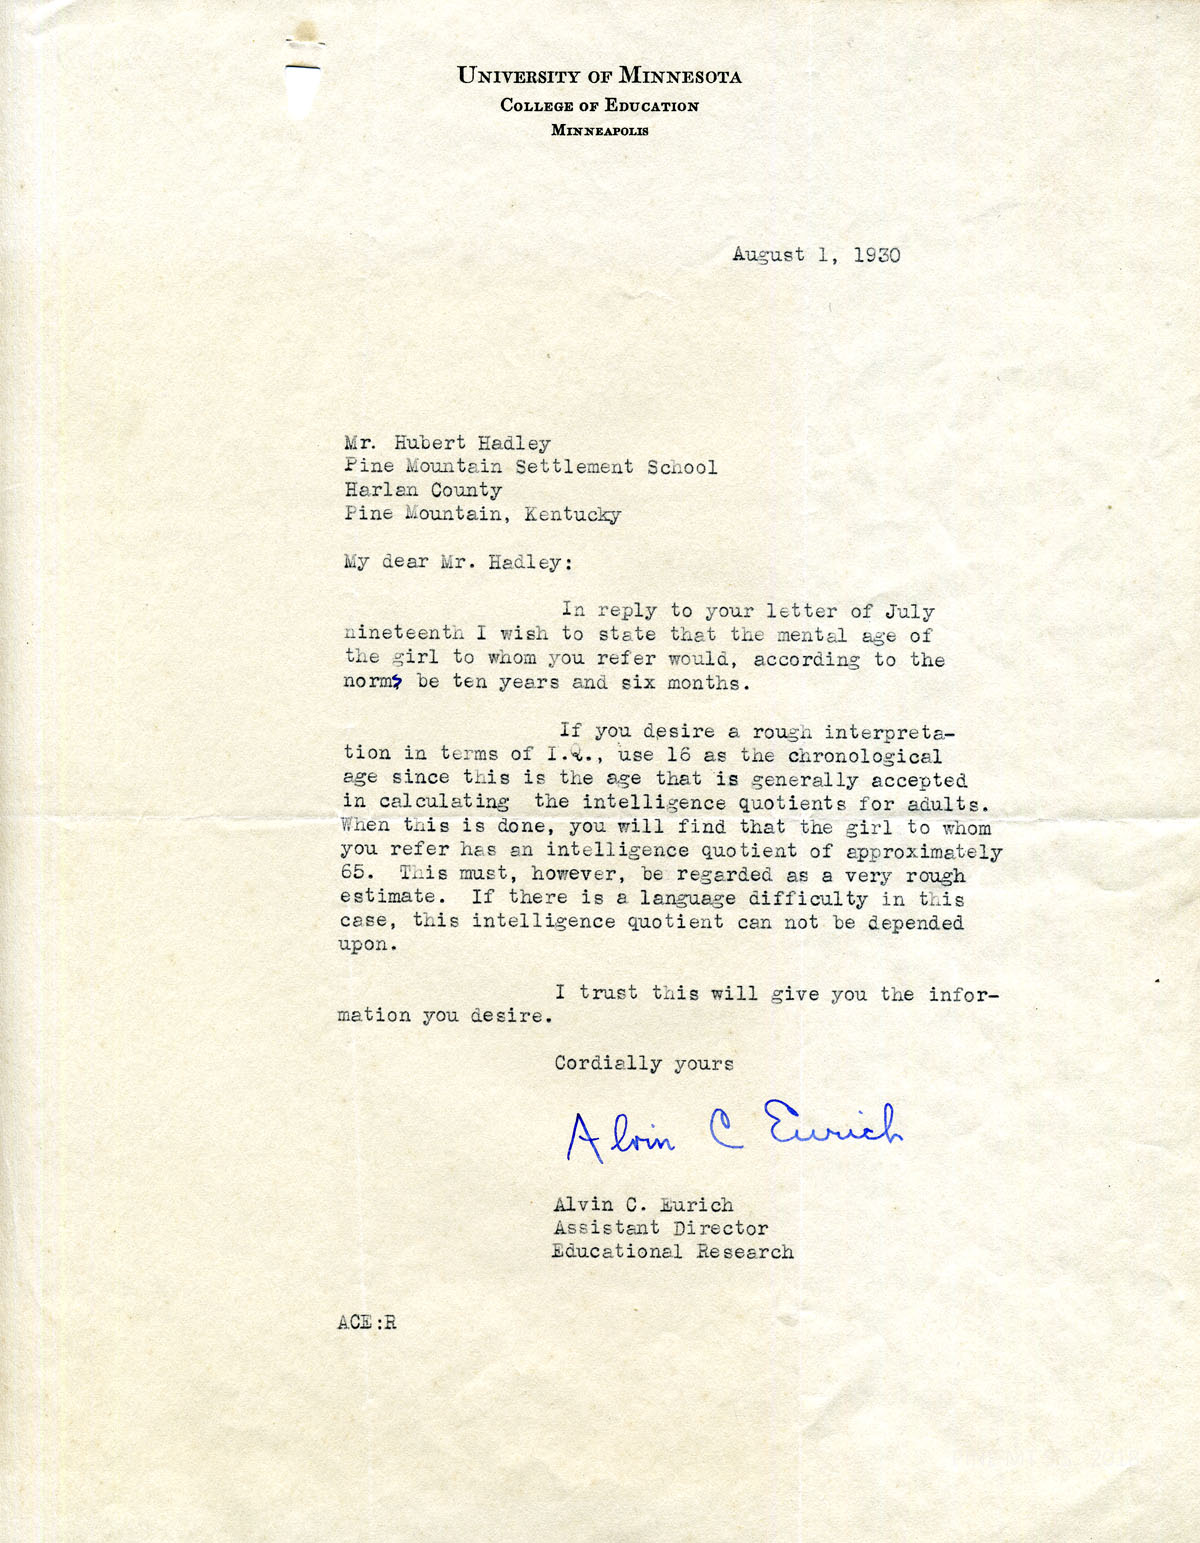 UNIVERSITY OF MINNESOTA
COLLEGE OF EDUCATION
MINNEAPOLIS
August 1, 1930
Mr. Hubert Hadley
Pine Mountain Settlement School
Harlan County
Pine Mountain, Kentucky
My dear Mr. Hadley:
In reply to your letter of July
nineteenth I wish to state that the mental age of
the girl to whom you refer would, according to the
norms be ten years and six months.
If you desire a rough interpreta-
tion in terms of I.Q., use 16 as the chronological
age since this is the age that is generally accepted
in calculating the intelligence quotients for adults.
When this is done, you will find that the girl to whom
you refer has an intelligence quotient of approximately
65. This must, however, be regarded as a very rough
estimate. If there is a language difficulty in this
case, this intelligence quotient can not be depended
upon.
I trust this will give you the infor-
mation you desire.
Cordially yours
Alvin C Eurich
Alvin C. Eurich
Assistant Director
Educational Research
ACE:R